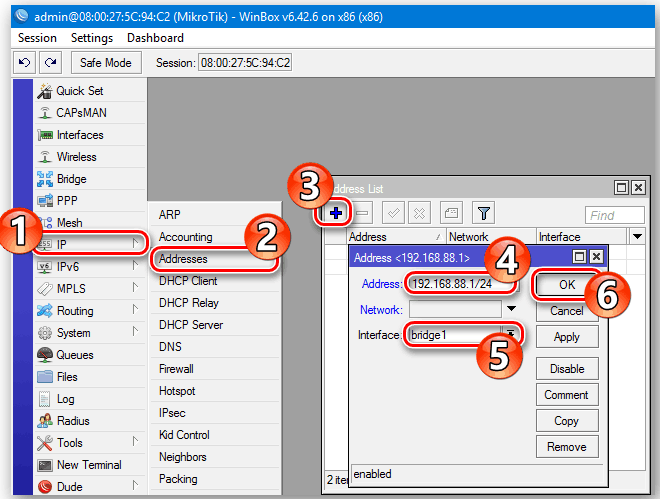 admin@08:00:27:5C:94:C2 (MikroTik) - WinBox v6.42.6 on x86 (x86)
Session Settings Dashboard
Safe Mode Session: 08:00:27:5C:94:C2
Quick Set
CAPsMAN
Interfaces
Wireless
Bridge
PPP
Mesh
IP
IPv6
MPLS
Routing
System
Queues
Files
Log
Radius
Tools
New Terminal
Dude
1
ARP
Accounting
Addresses
DHCP Client
DHCP Relay
DHCP Server
DNS
Firewall
Hotspot
IPsec
Kid Control
Neighbors
Packing
2
3
Address List
Find
Address Network Interface
Address <192.168.88.1>
4
Address: 192.168.88.1/24
Network:
Interface: bridge1
5
OK
6
Cancel
Apply
Disable
Comment
Copy
Remove
enabled
2